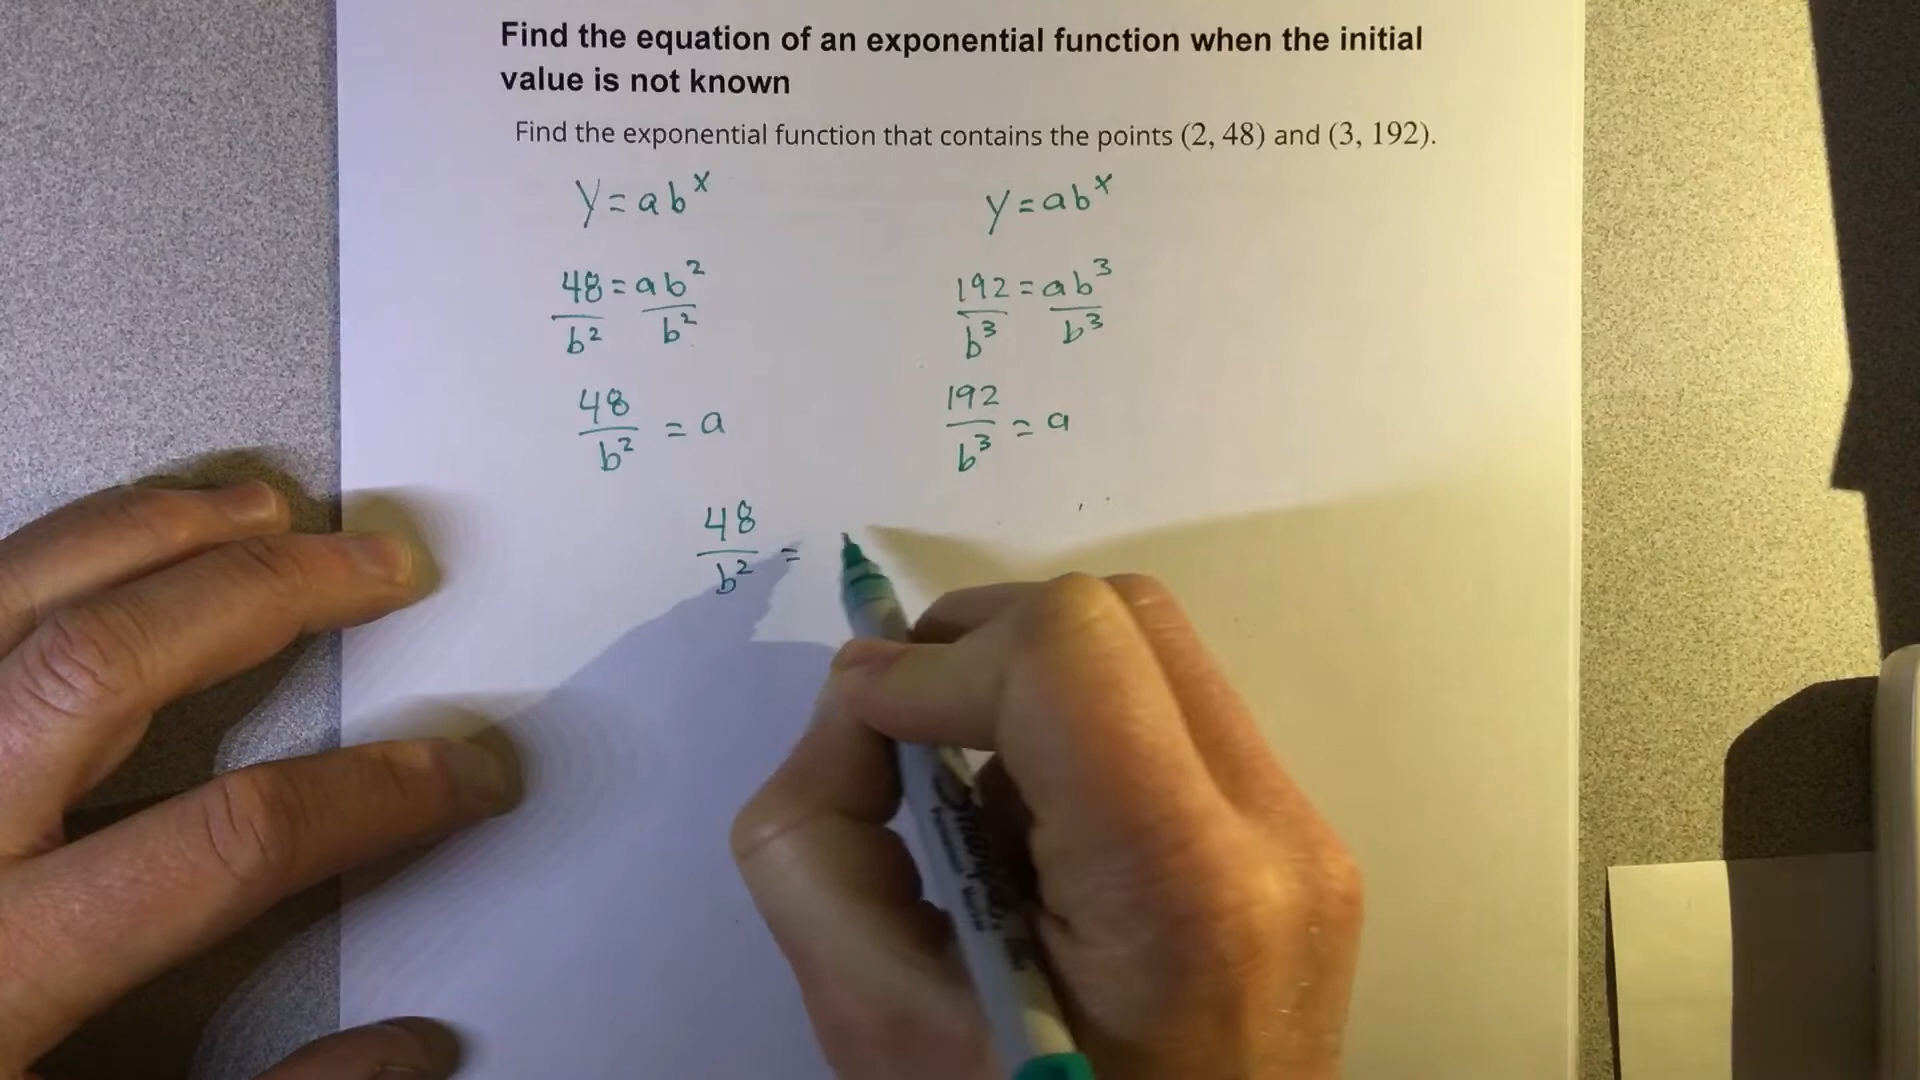 Find the equation of an exponential function when the initial
value is not known
Find the exponential function that contains the points (2, 48) and (3, 192).
y = ab^x
y = ab^x
48 = ab^2
b^2 b^2
192 = ab^3
b^3 b^3
48/b^2 = a
192/b^3 = a
48/b^2 =
Sharpie